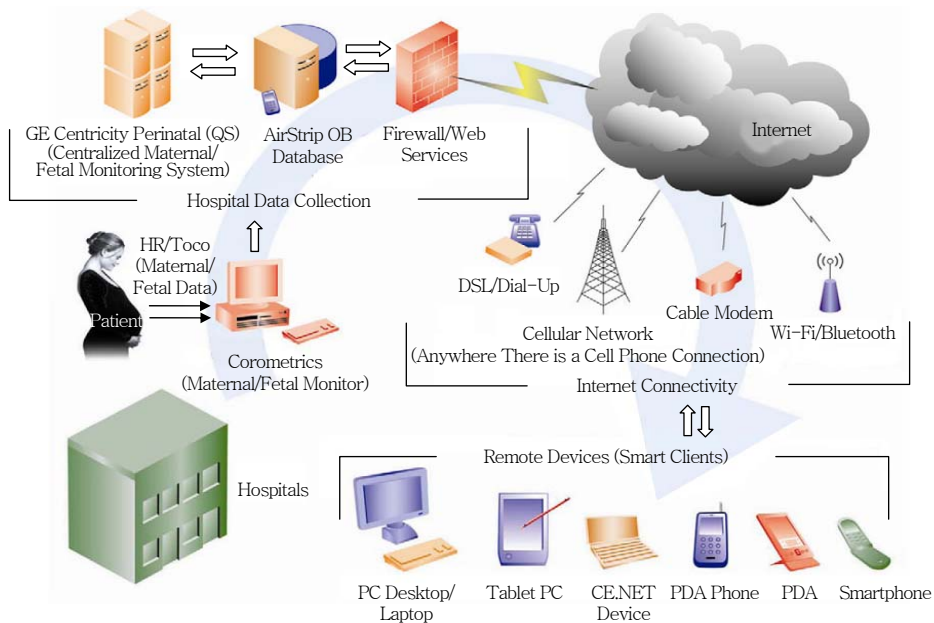 GE Centricity Perinatal (QS)
(Centralized Maternal/
Fetal Monitoring System)
AirStrip OB
Database
Firewall/Web
Services
Internet
Hospital Data Collection
HR/Toco
(Maternal/
Fetal Data)
Patient
Corometrics
(Maternal/Fetal Monitor)
DSL/Dial-Up
Cellular Network
(Anywhere There is a Cell Phone Connection)
Cable Modem
Wi-Fi/Bluetooth
Internet Connectivity
Hospitals
Remote Devices (Smart Clients)
PC Desktop/
Laptop
Tablet PC
CE.NET
Device
PDA Phone
PDA
Smartphone